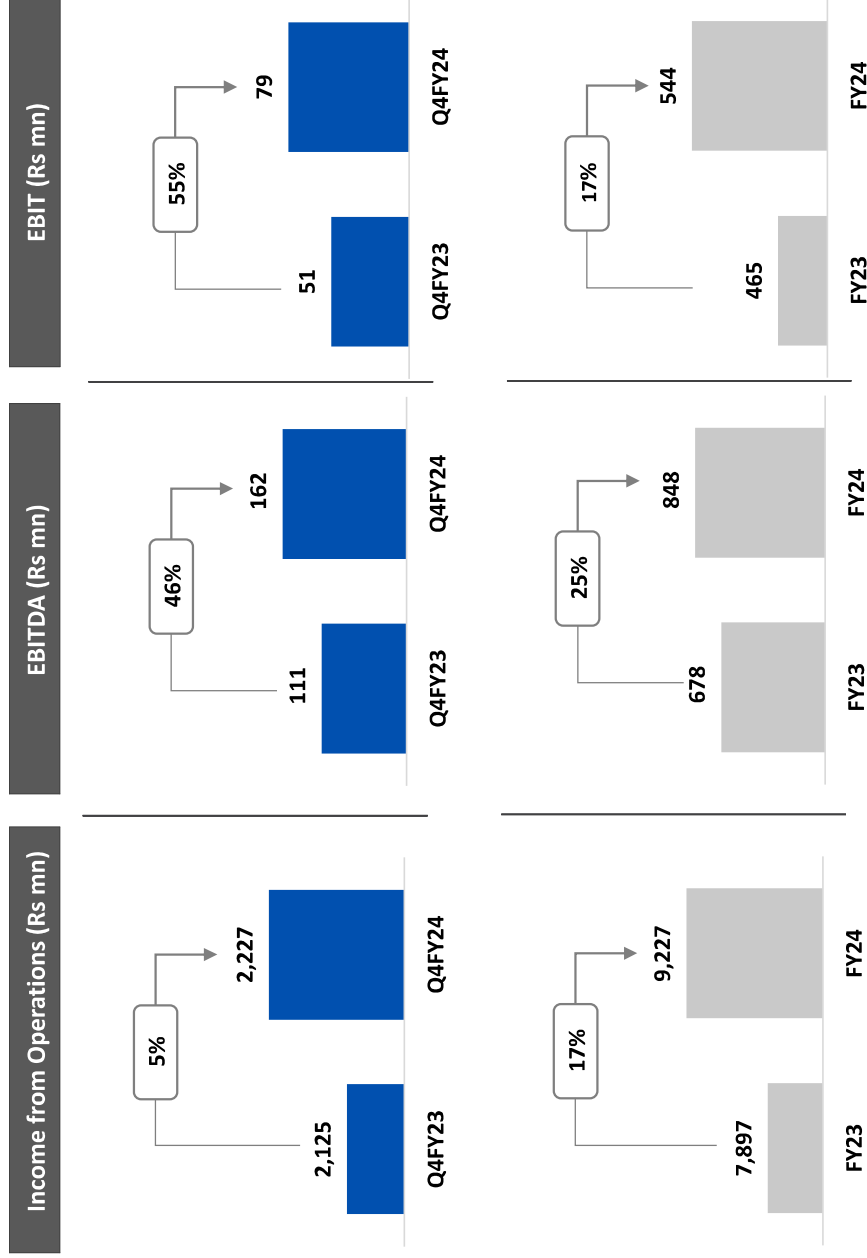 Income from Operations (Rs mn)
5%
2,125
2,227
Q4FY23
Q4FY24
17%
7,897
9,227
FY23
FY24
EBITDA (Rs mn)
46%
111
162
Q4FY23
Q4FY24
25%
678
848
FY23
FY24
EBIT (Rs mn)
55%
51
79
Q4FY23
Q4FY24
17%
465
544
FY23
FY24